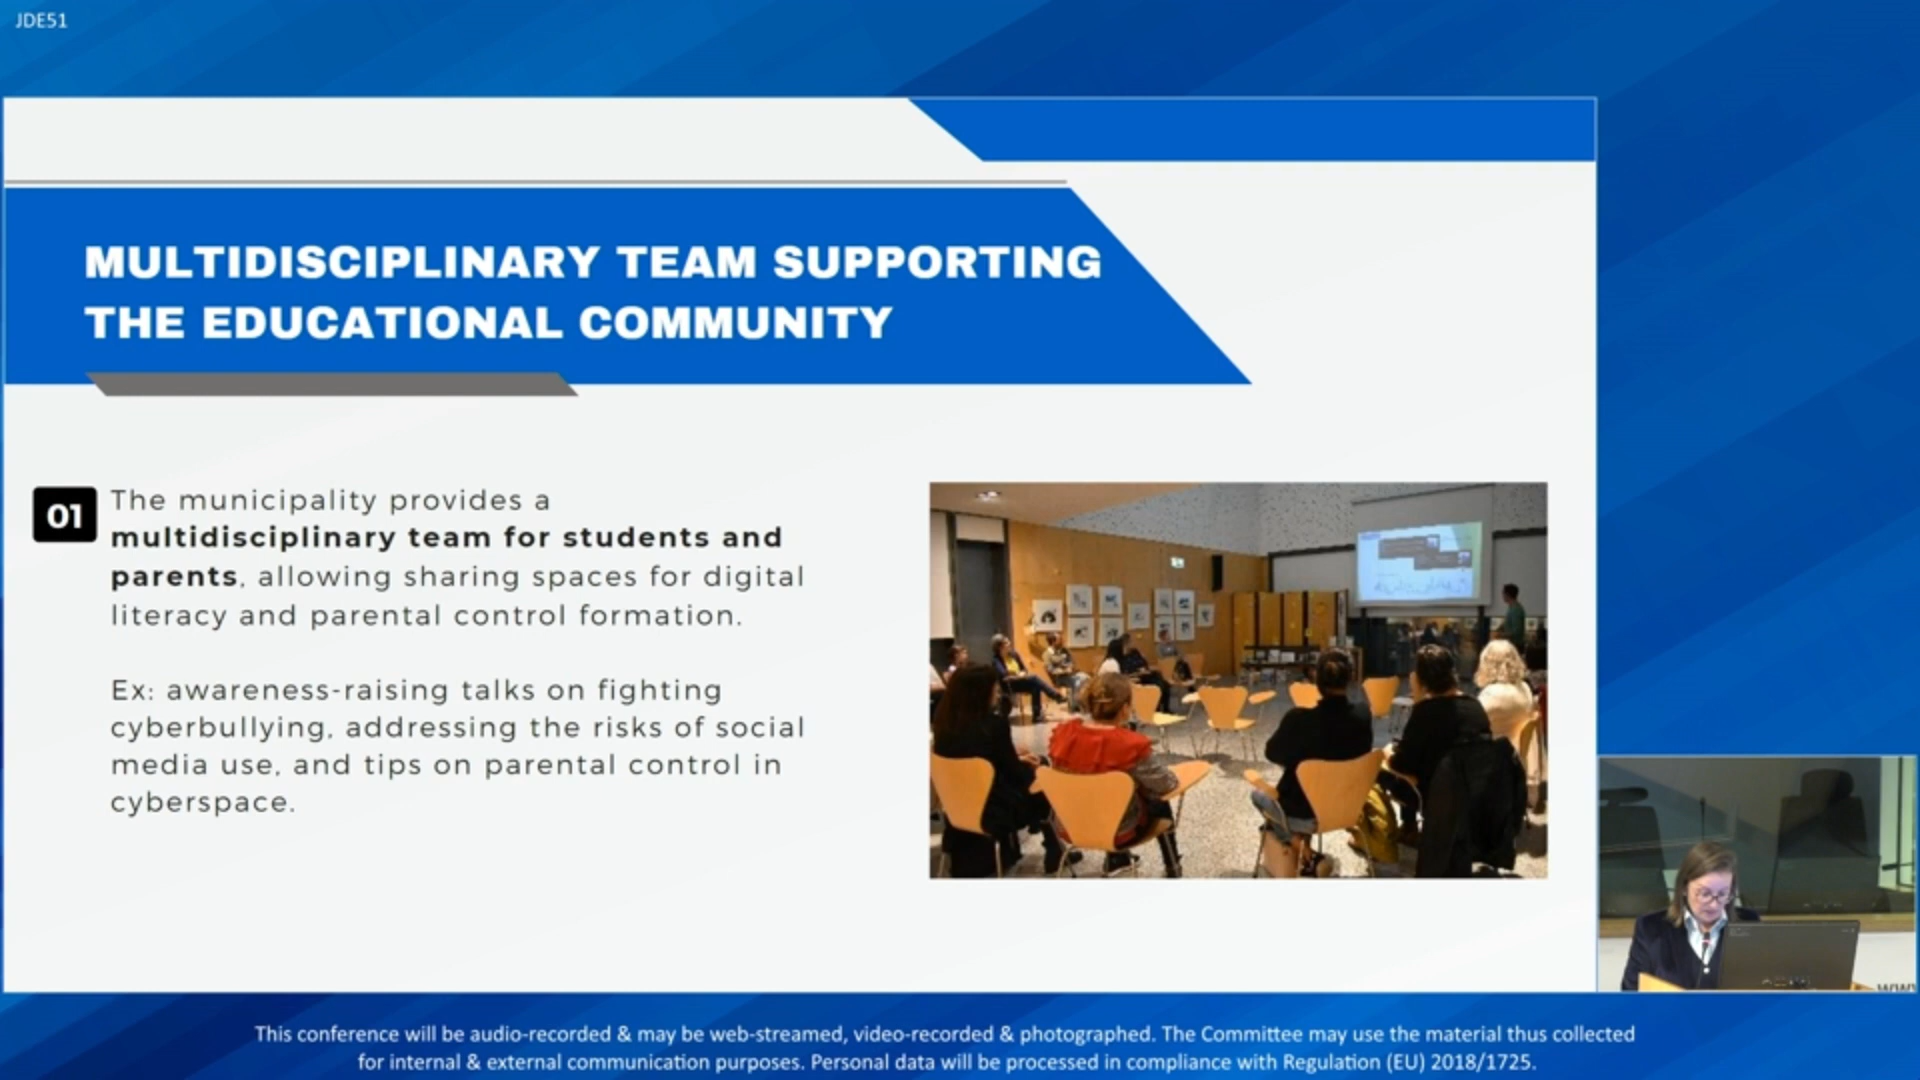 JDE51
MULTIDISCIPLINARY TEAM SUPPORTING
THE EDUCATIONAL COMMUNITY
01
The municipality provides a
multidisciplinary team for students and
parents, allowing sharing spaces for digital
literacy and parental control formation.
Ex: awareness-raising talks on fighting
cyberbullying, addressing the risks of social
media use, and tips on parental control in
cyberspace.
This conference will be audio-recorded & may be web-streamed, video-recorded & photographed. The Committee may use the material thus collected
for internal & external communication purposes. Personal data will be processed in compliance with Regulation (EU) 2018/1725.